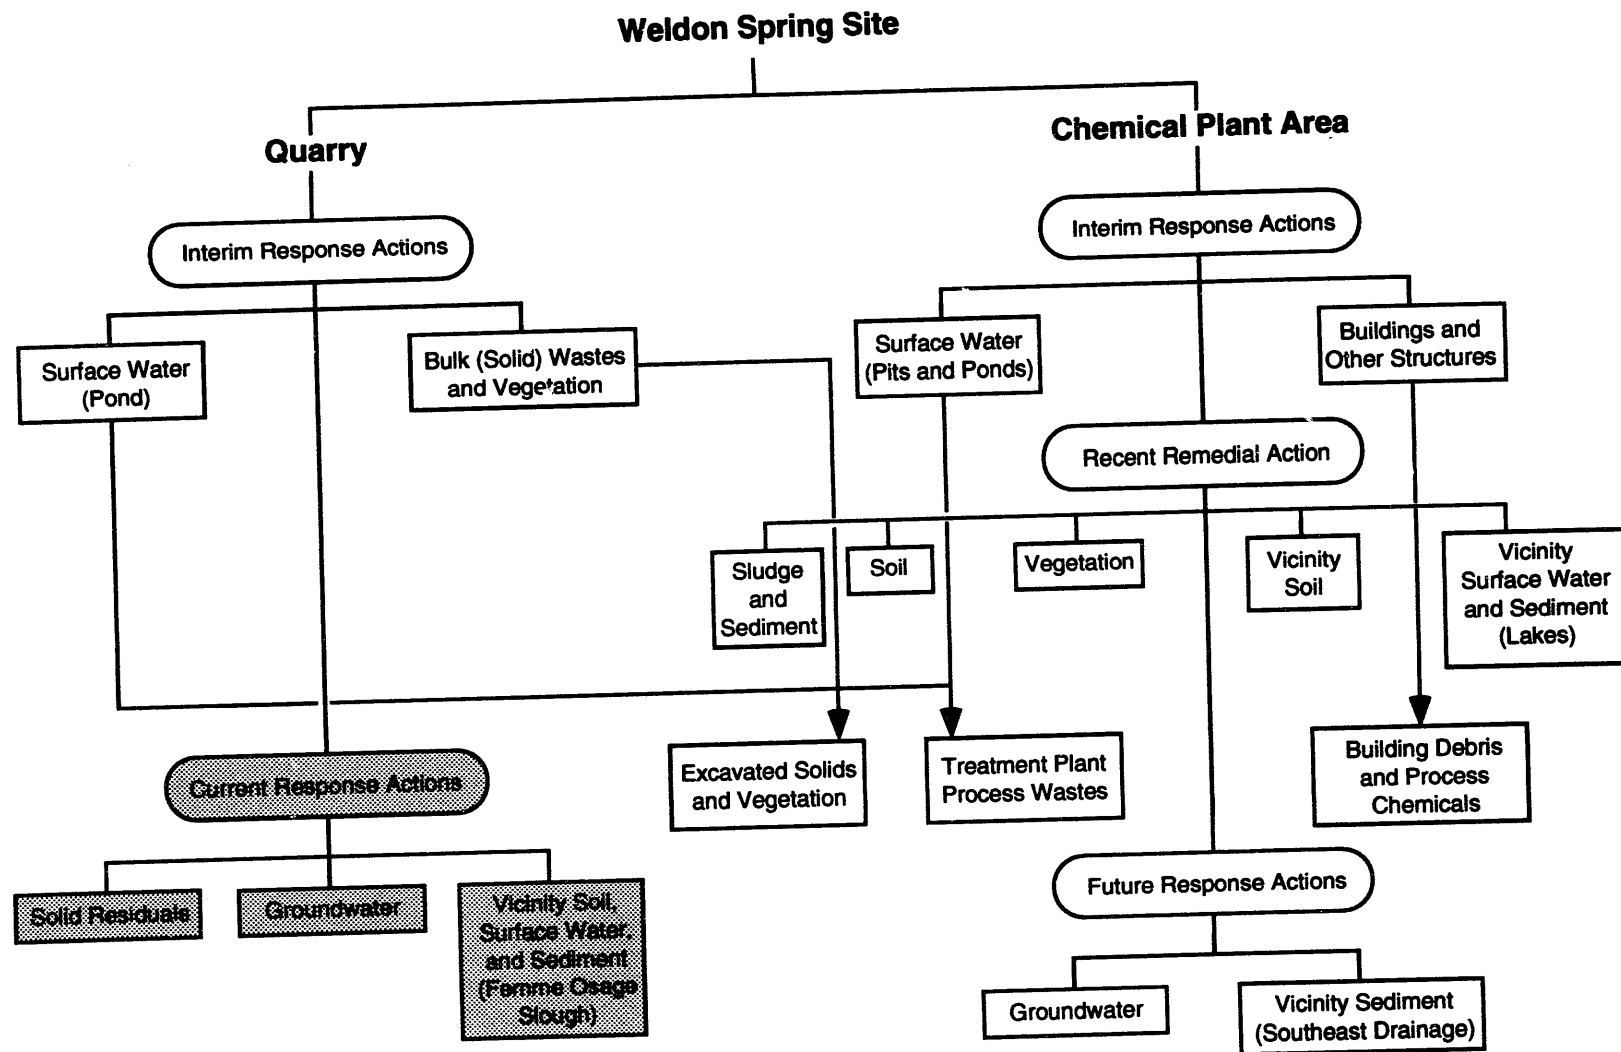 Weldon Spring Site
Quarry
Chemical Plant Area
Interim Response Actions
Interim Response Actions
Surface Water
(Pond)
Bulk (Solid) Wastes
and Vegetation
Surface Water
(Pits and Ponds)
Buildings and
Other Structures
Recent Remedial Action
Sludge
and
Sediment
Soil
Vegetation
Vicinity
Soil
Vicinity
Surface Water
and Sediment
(Lakes)
Current Response Actions
Excavated Solids
and Vegetation
Treatment Plant
Process Wastes
Building Debris
and Process
Chemicals
Solid Residuals
Groundwater
Vicinity Soil,
Surface Water,
and Sediment
(Femme Osage
Slough)
Future Response Actions
Groundwater
Vicinity Sediment
(Southeast Drainage)